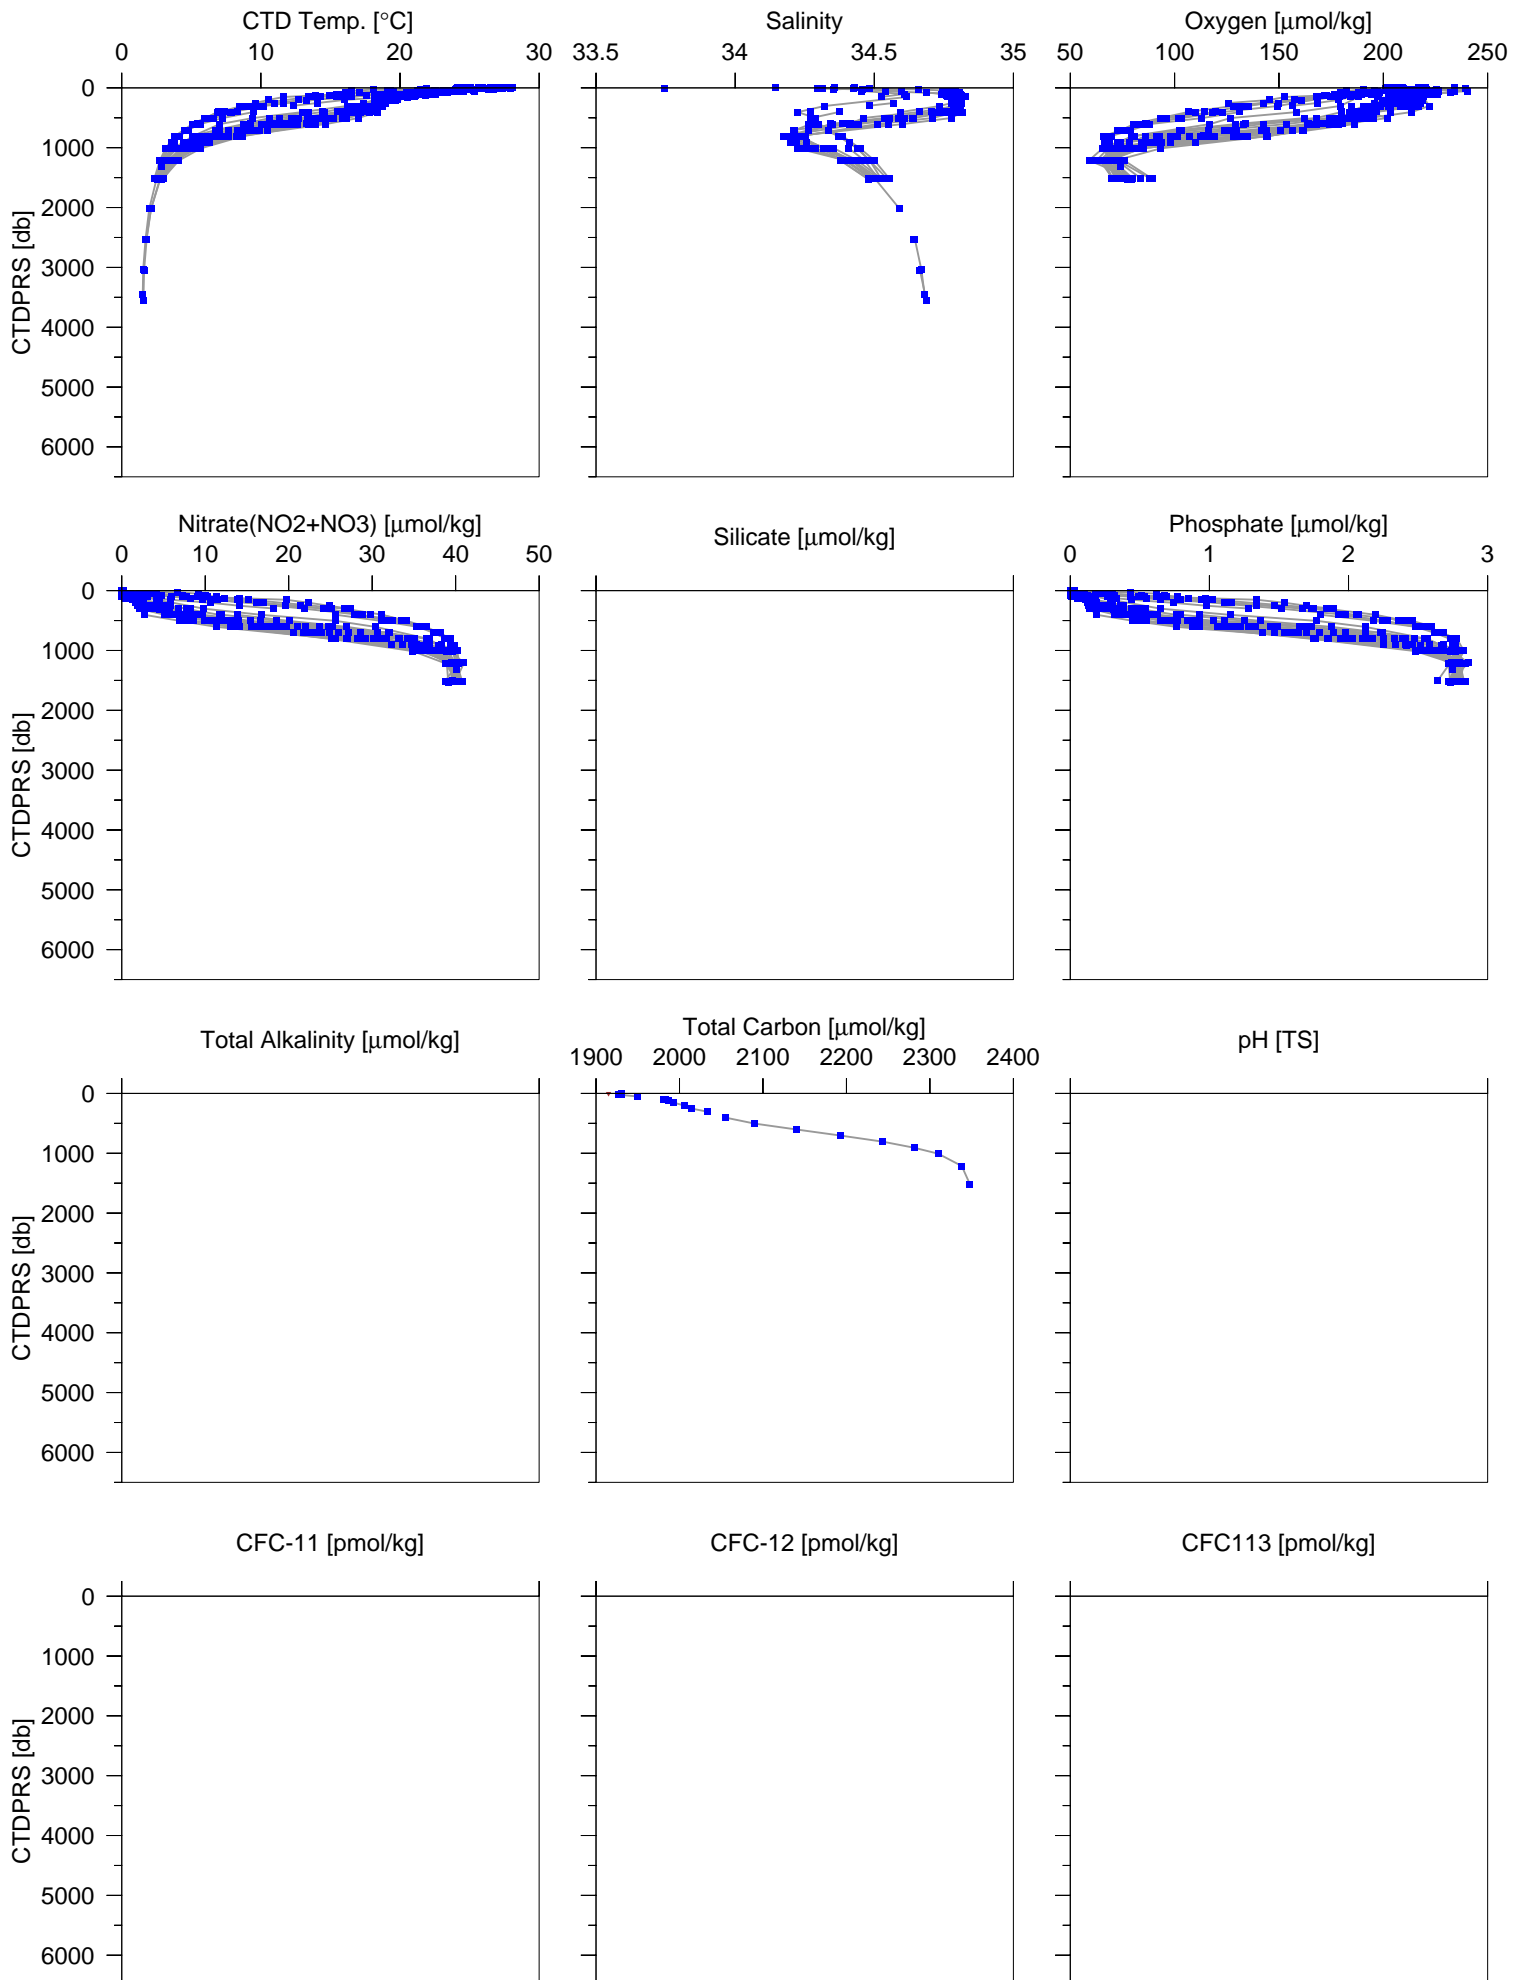 CTD Temp. [°C]
Salinity
Oxygen [μmol/kg]
0 10 20 30
33.5 34 34.5 35
50 100 150 200 250
0
1000
2000
3000
4000
5000
6000
CTDPRS [db]
Nitrate(NO2+NO3) [μmol/kg]
Silicate [μmol/kg]
Phosphate [μmol/kg]
0 10 20 30 40 50
0 1 2 3
0
1000
2000
3000
4000
5000
6000
CTDPRS [db]
Total Alkalinity [μmol/kg]
Total Carbon [μmol/kg]
pH [TS]
1900 2000 2100 2200 2300 2400
0
1000
2000
3000
4000
5000
6000
CTDPRS [db]
CFC-11 [pmol/kg]
CFC-12 [pmol/kg]
CFC113 [pmol/kg]
0
1000
2000
3000
4000
5000
6000
CTDPRS [db]